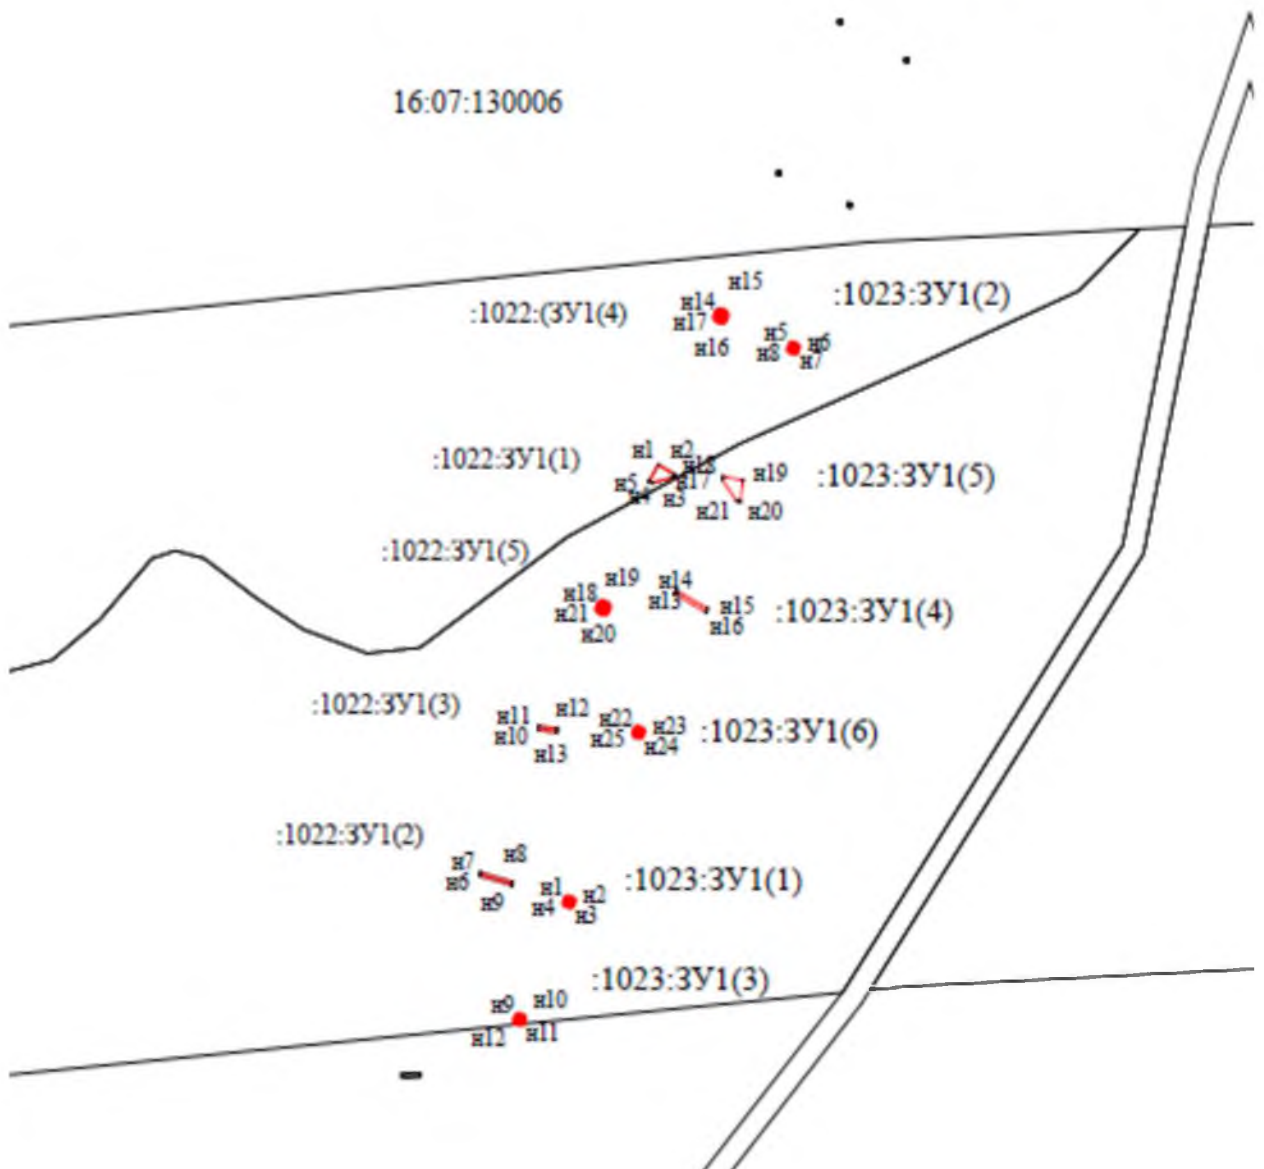 16:07:130006
н15
н14
:1022:(ЗУ1(4)
н17
н16
:1023:ЗУ1(2)
н5
н6
н8
н7
:1022:ЗУ1(1)
н1
н2
н18
н5
н17
н4
н3
н19
:1023:ЗУ1(5)
н21
н20
:1022:ЗУ1(5)
н19
н18
н21
н20
н14
н13
н15
н16
:1023:ЗУ1(4)
:1022:ЗУ1(3)
н11
н12
н10
н13
н22
н23
н25
н24
:1023:ЗУ1(6)
:1022:ЗУ1(2)
н7
н8
н6
н9
н1
н2
н4
н3
:1023:ЗУ1(1)
:1023:ЗУ1(3)
н9
н10
н12
н11